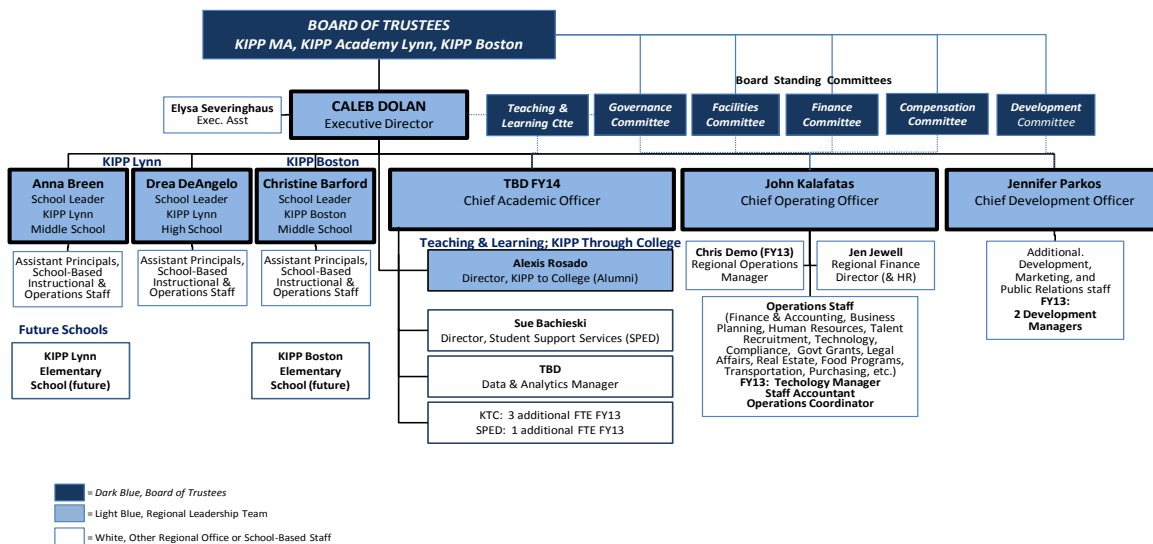 BOARD OF TRUSTEES
KIPP MA, KIPP Academy Lynn, KIPP Boston
Board Standing Committees
Elysa Severinghaus
Exec. Asst
CALEB DOLAN
Executive Director
Teaching &
Learning Ctte
Governance
Committee
Facilities
Committee
Finance
Committee
Compensation
Committee
Development
Committee
KIPP Lynn
KIPP Boston
Anna Breen
School Leader
KIPP Lynn
Middle School
Drea DeAngelo
School Leader
KIPP Lynn
High School
Christine Barford
School Leader
KIPP Boston
Middle School
TBD FY14
Chief Academic Officer
John Kalafatas
Chief Operating Officer
Jennifer Parkos
Chief Development Officer
Assistant Principals,
School-Based
Instructional &
Operations Staff
Assistant Principals,
School-Based
Instructional &
Operations Staff
Assistant Principals,
School-Based
Instructional &
Operations Staff
Teaching & Learning; KIPP Through College
Alexis Rosado
Director, KIPP to College (Alumni)
Sue Bachieski
Director, Student Support Services (SPED)
TBD
Data & Analytics Manager
KTC: 3 additional FTE FY13
SPED: 1 additional FTE FY13
Chris Demo (FY13)
Regional Operations
Manager
Jen Jewell
Regional Finance
Director (& HR)
Operations Staff
(Finance & Accounting, Business
Planning, Human Resources, Talent
Recruitment, Technology,
Compliance, Govt Grants, Legal
Affairs, Real Estate, Food Programs,
Transportation, Purchasing, etc.)
FY13: Techology Manager
Staff Accountant
Operations Coordinator
Additional.
Development,
Marketing, and
Public Relations staff
FY13:
2 Development
Managers
Future Schools
KIPP Lynn
Elementary
School (future)
KIPP Boston
Elementary
School (future)
= Dark Blue, Board of Trustees
= Light Blue, Regional Leadership Team
= White, Other Regional Office or School-Based Staff